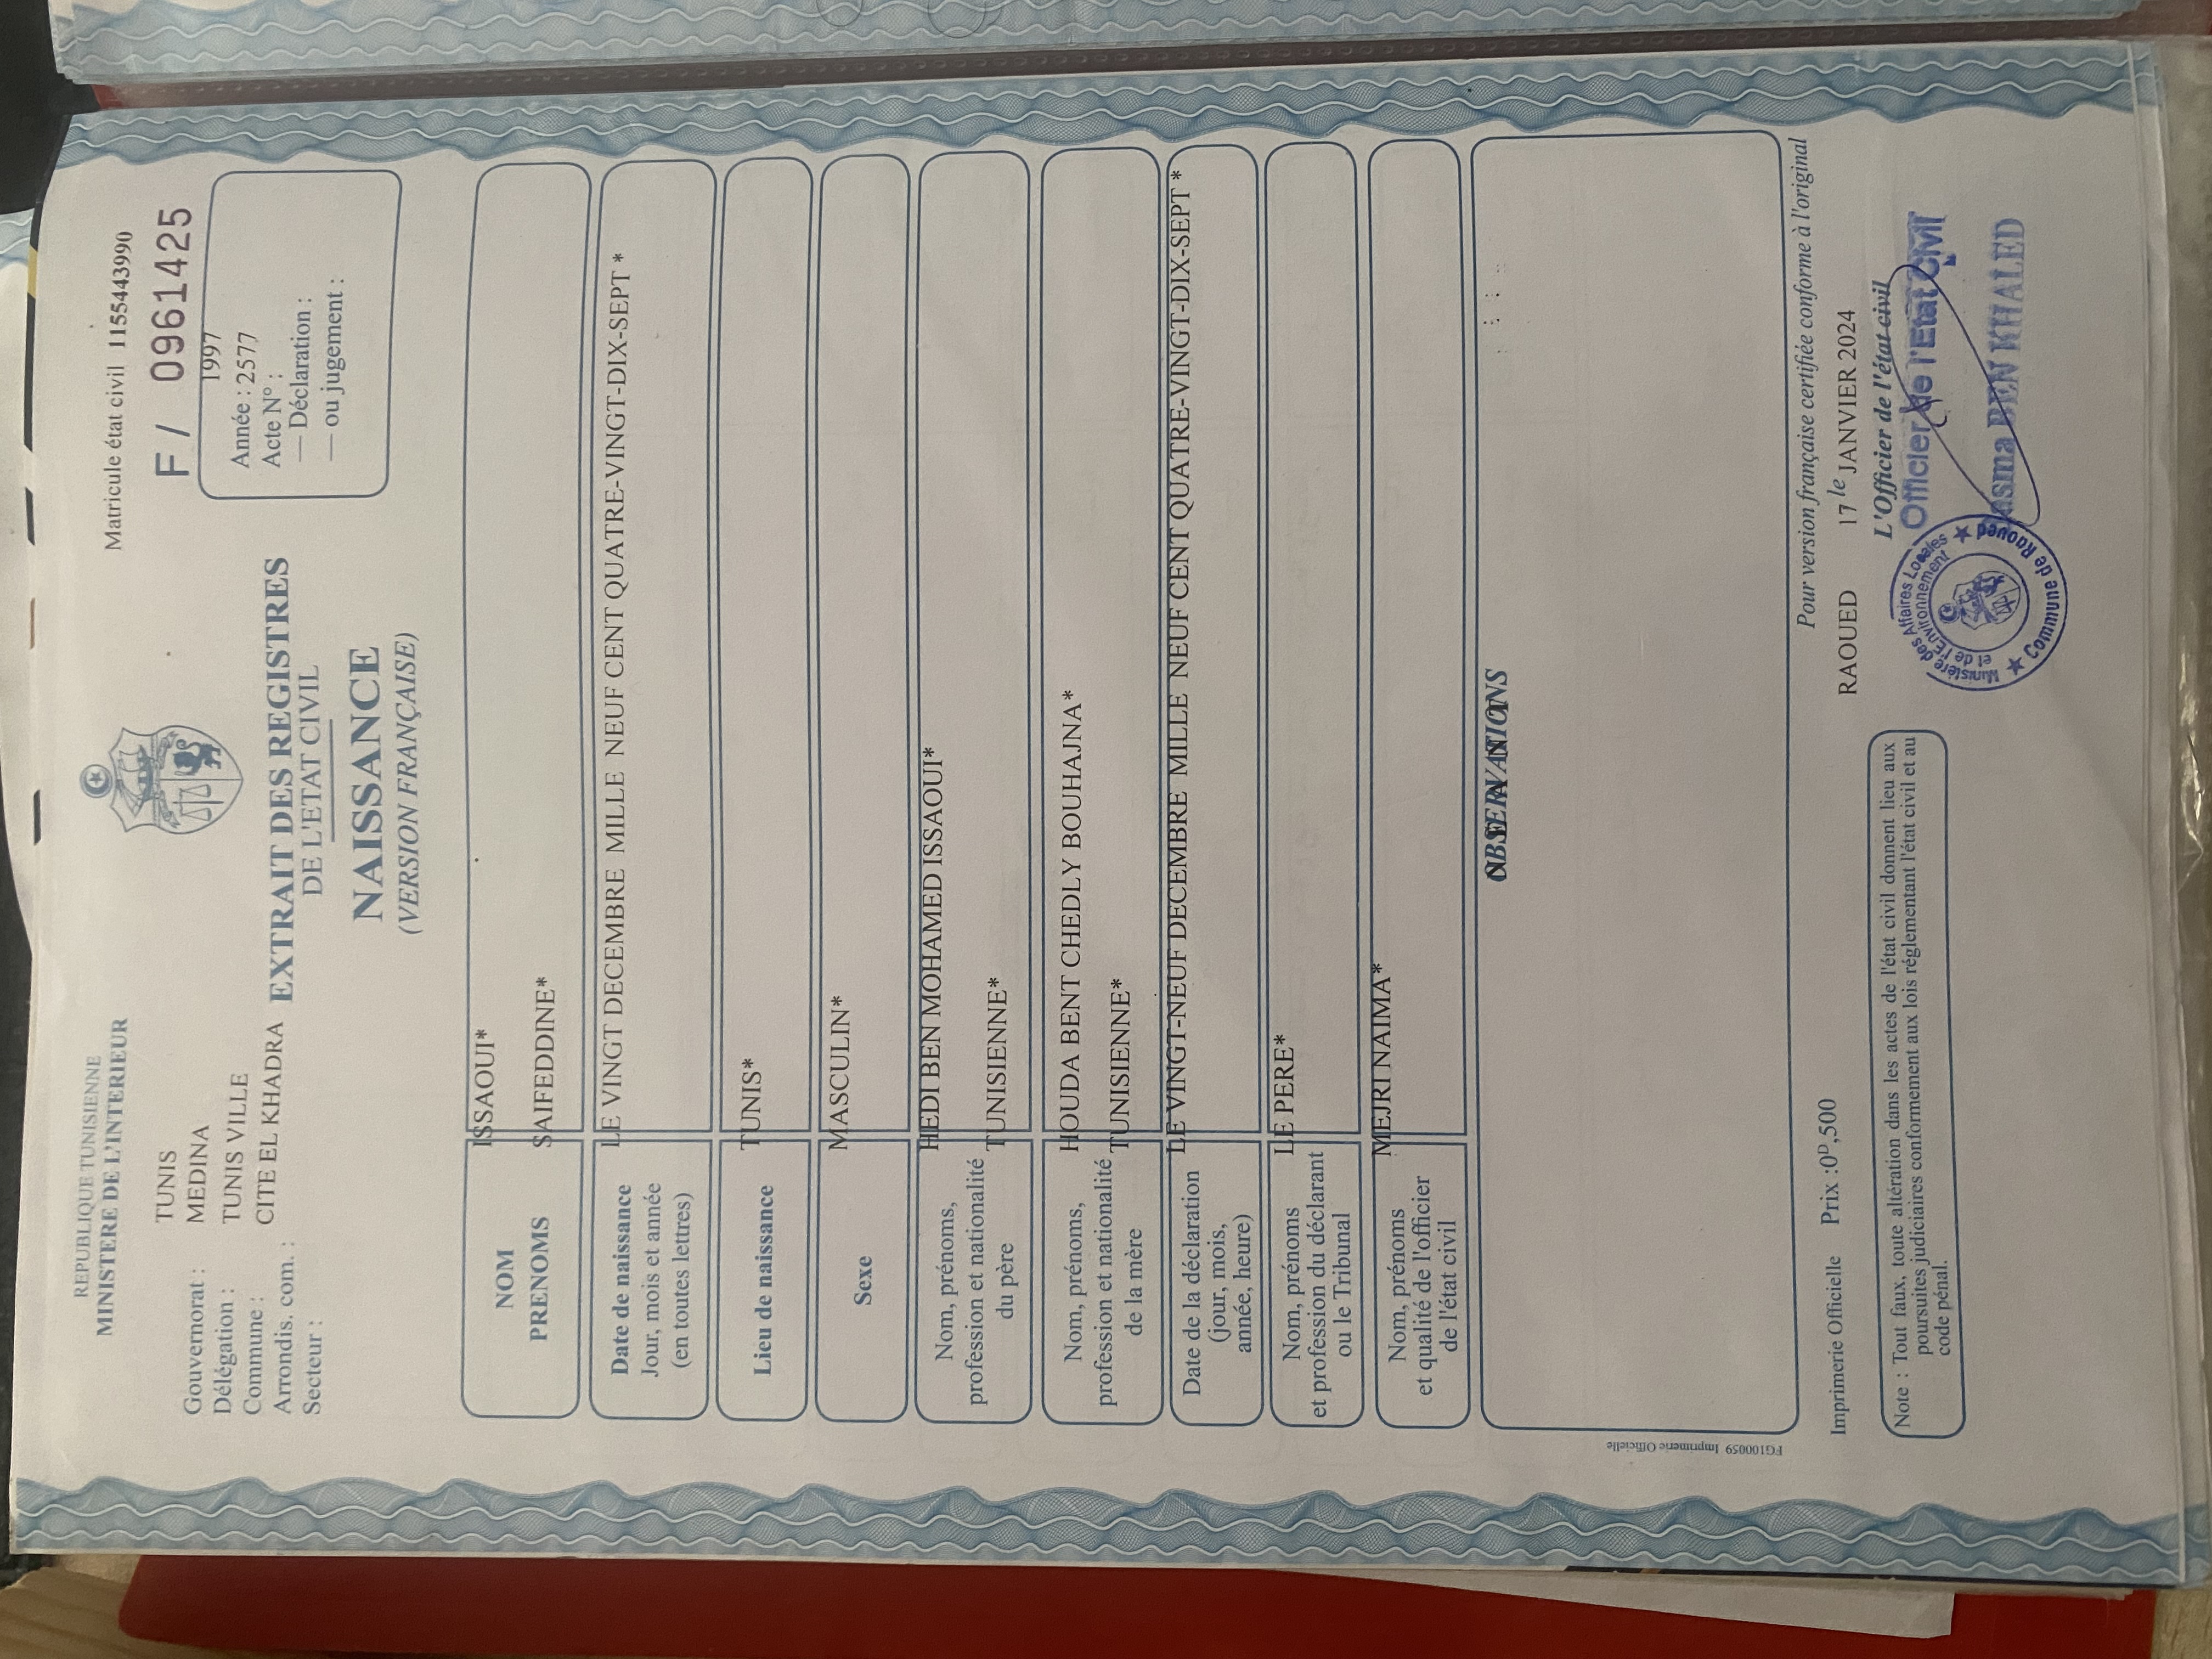 REPUBLIQUE TUNISIENNE
MINISTERE DE L'INTERIEUR
Gouvernorat : TUNIS
Délégation : MEDINA
Commune : TUNIS VILLE
Arrondis. com. : CITE EL KHADRA
Secteur :
EXTRAIT DES REGISTRES
DE L'ETAT CIVIL
NAISSANCE
(VERSION FRANÇAISE)
Matricule état civil 1155443990
F / 0961425
1997
Année : 2577
Acte N° :
— Déclaration :
— ou jugement :
NOM
PRENOMS
ISSAOUI*
SAIFEDDINE*
Date de naissance
Jour, mois et année
(en toutes lettres)
LE VINGT DECEMBRE MILLE NEUF CENT QUATRE-VINGT-DIX-SEPT *
Lieu de naissance
TUNIS*
Sexe
MASCULIN*
Nom, prénoms,
profession et nationalité
du père
HEDI BEN MOHAMED ISSAOUI*
TUNISIENNE*
Nom, prénoms,
profession et nationalité
de la mère
HOUDA BENT CHEDLY BOUHAJNA*
TUNISIENNE*
Date de la déclaration
(jour, mois,
année, heure)
LE VINGT-NEUF DECEMBRE MILLE NEUF CENT QUATRE-VINGT-DIX-SEPT *
Nom, prénoms
et profession du déclarant
ou le Tribunal
LE PERE*
Nom, prénoms
et qualité de l'officier
de l'état civil
MEJRI NAIMA*
OBSERVATIONS
FG100059 Imprimerie Officielle
Imprimerie Officielle Prix :0ᴰ,500
Note : Tout faux, toute altération dans les actes de l'état civil donnent lieu aux
poursuites judiciaires conformement aux lois réglementant l'état civil et au
code pénal.
Pour version française certifiée conforme à l'original
RAOUED 17 le JANVIER 2024
L'Officier de l'état civil
Officier de l'Etat Civil
BEN KHALED
Ministère des Affaires Locales
et de l'Environnement
★ Commune de Raoued ★